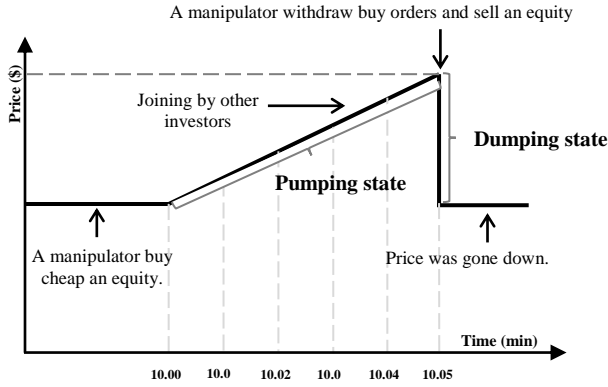 A manipulator withdraw buy orders and sell an equity
Price ($)
Joining by other
investors
Dumping state
Pumping state
A manipulator buy
cheap an equity.
Price was gone down.
Time (min)
10.00 10.0 10.02 10.0 10.04 10.05